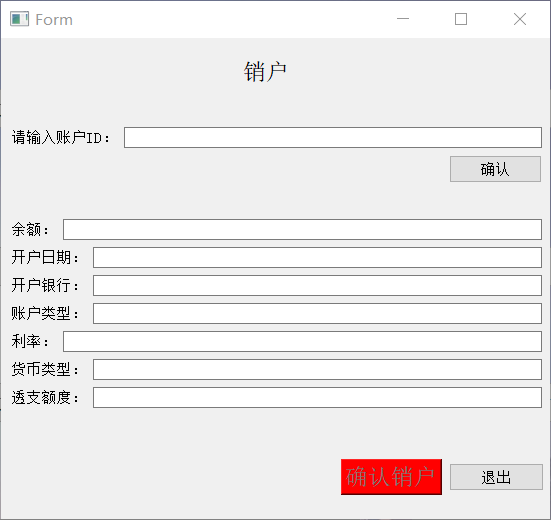 Form
销户
请输入账户ID：
确认
余额：
开户日期：
开户银行：
账户类型：
利率：
货币类型：
透支额度：
确认销户 退出